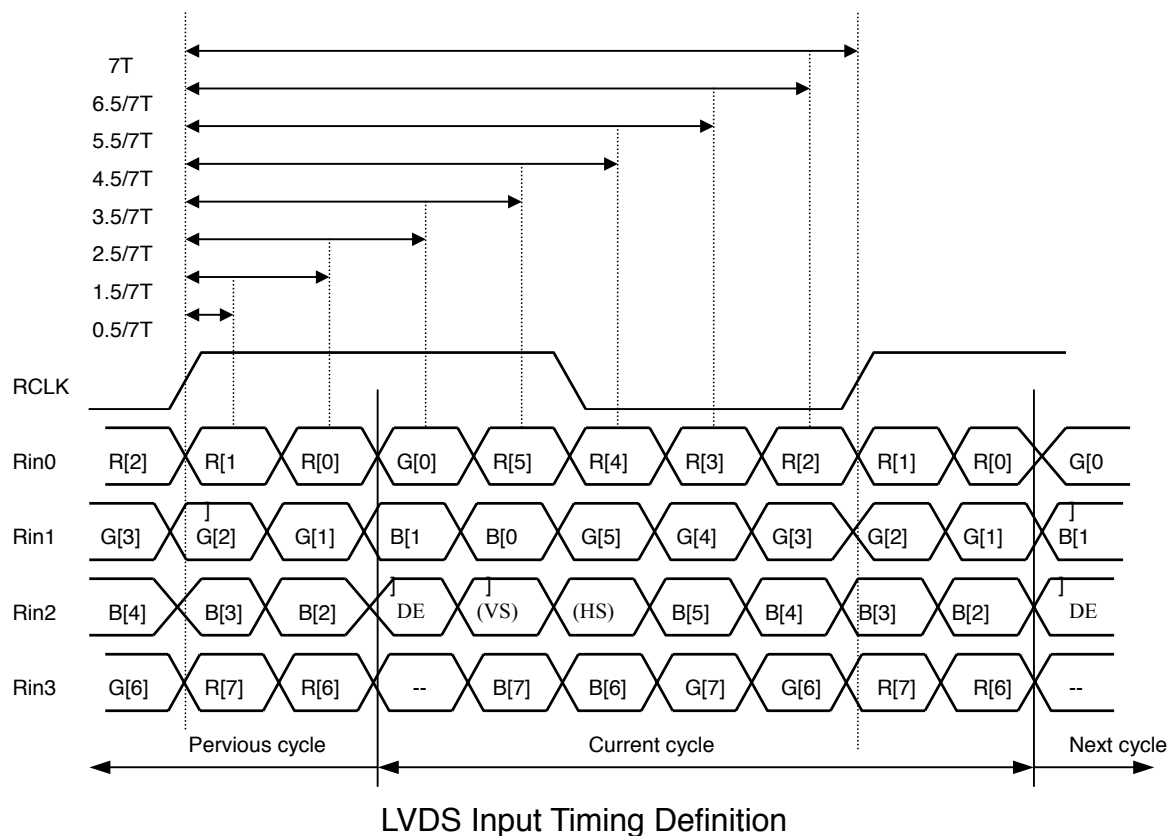 7T
6.5/7T
5.5/7T
4.5/7T
3.5/7T
2.5/7T
1.5/7T
0.5/7T
RCLK
Rin0 R[2] R[1 R[0] G[0] R[5] R[4] R[3] R[2] R[1] R[0] G[0
Rin1 G[3] ] G[2] G[1] B[1 B[0 G[5] G[4] G[3] G[2] G[1] ] B[1
Rin2 B[4] B[3] B[2] ] DE ] (VS) (HS) B[5] B[4] B[3] B[2] ] DE
Rin3 G[6] R[7] R[6] -- B[7] B[6] G[7] G[6] R[7] R[6] --
Pervious cycle Current cycle Next cycle
LVDS Input Timing Definition